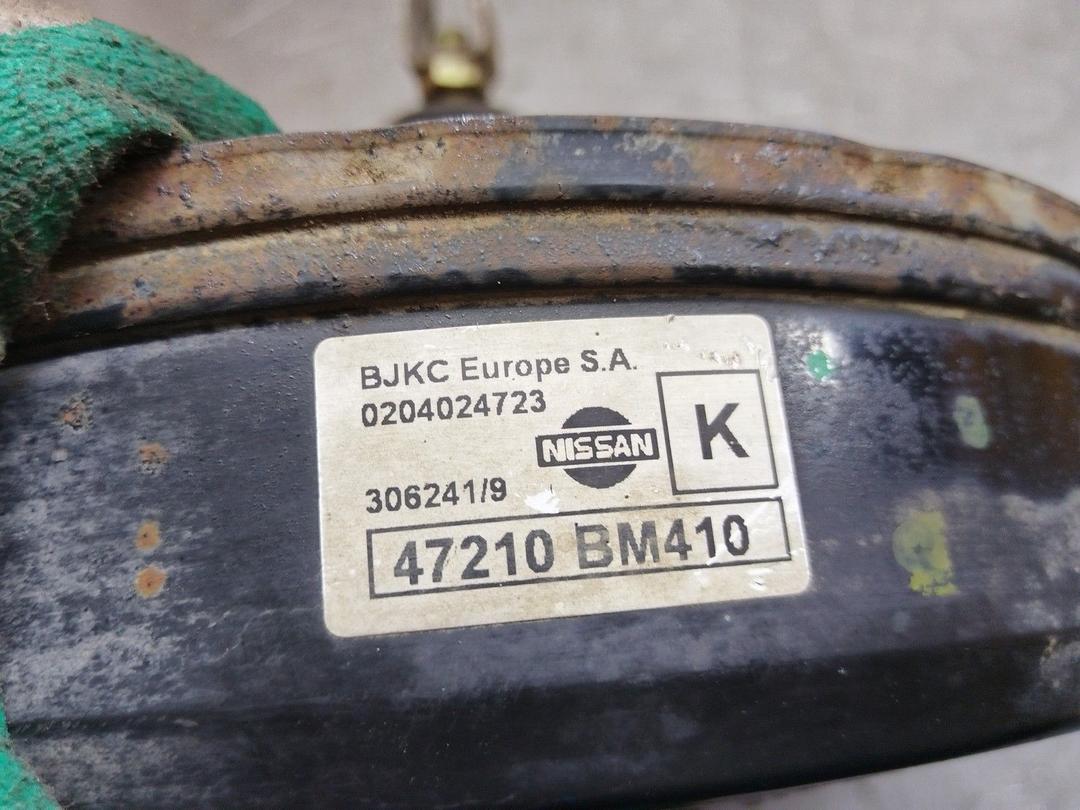 BJKC Europe S.A.
0204024723
NISSAN
K
306241/9
47210 BM410